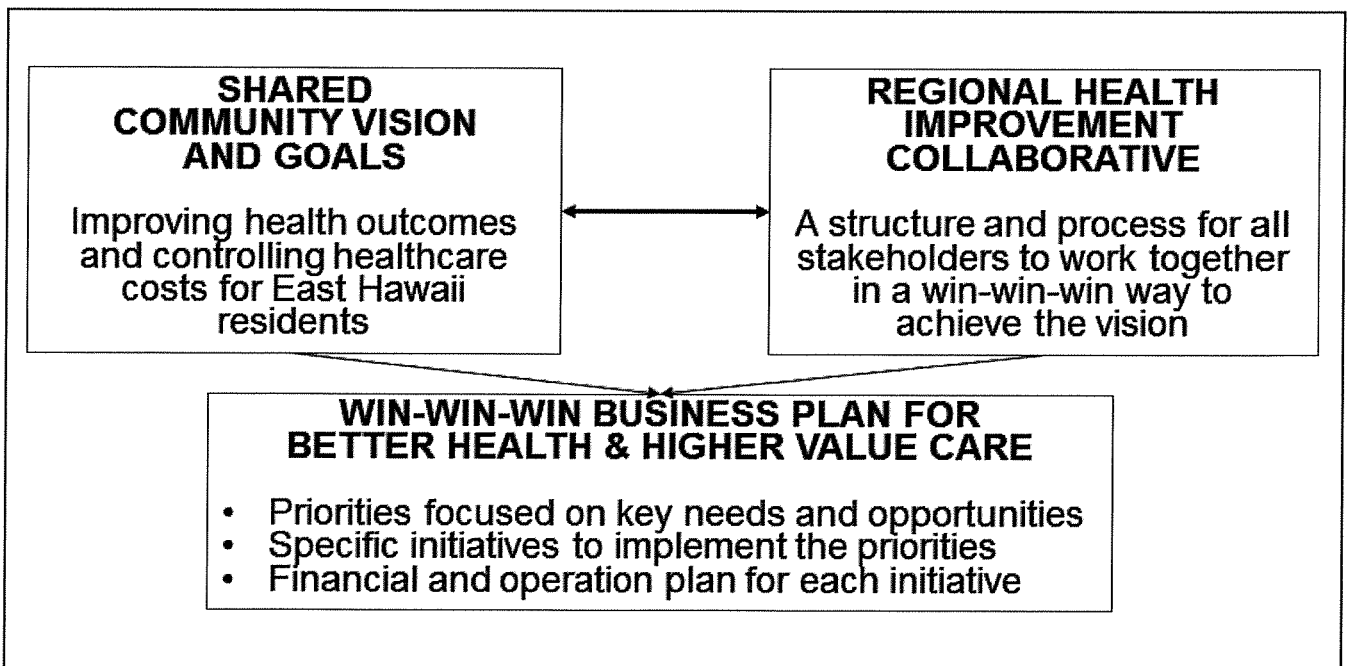 SHARED
COMMUNITY VISION
AND GOALS
Improving health outcomes
and controlling healthcare
costs for East Hawaii
residents
REGIONAL HEALTH
IMPROVEMENT
COLLABORATIVE
A structure and process for all
stakeholders to work together
in a win-win-win way to
achieve the vision
WIN-WIN-WIN BUSINESS PLAN FOR
BETTER HEALTH & HIGHER VALUE CARE
• Priorities focused on key needs and opportunities
• Specific initiatives to implement the priorities
• Financial and operation plan for each initiative